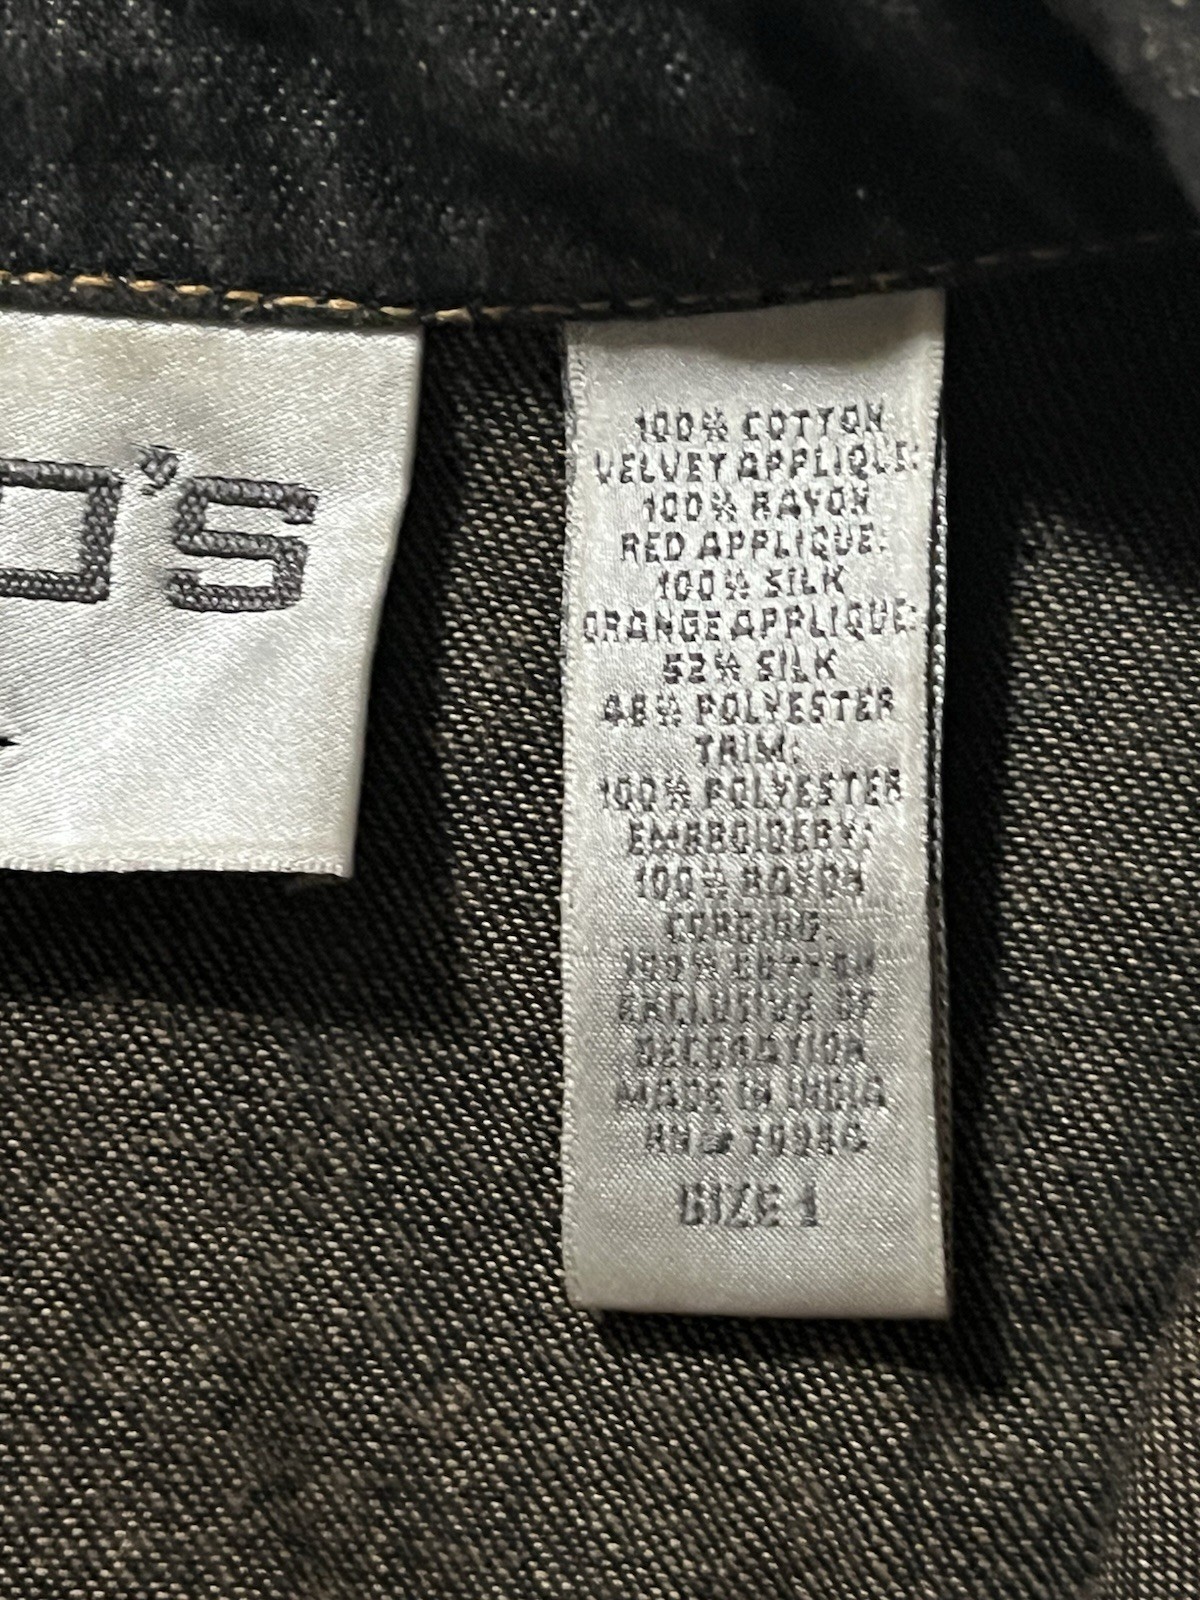 O'S
100% COTTON
VELVET APPLIQUE:
100% RAYON
RED APPLIQUE:
100% SILK
ORANGE APPLIQUE:
52% SILK
48% POLYESTER
TRIM:
100% POLYESTER
EMBROIDERY:
100% RAYON
CORDING:
100% COTTON
EXCLUSIVE OF
DECORATION
MADE IN INDIA
RN#
SIZE 1